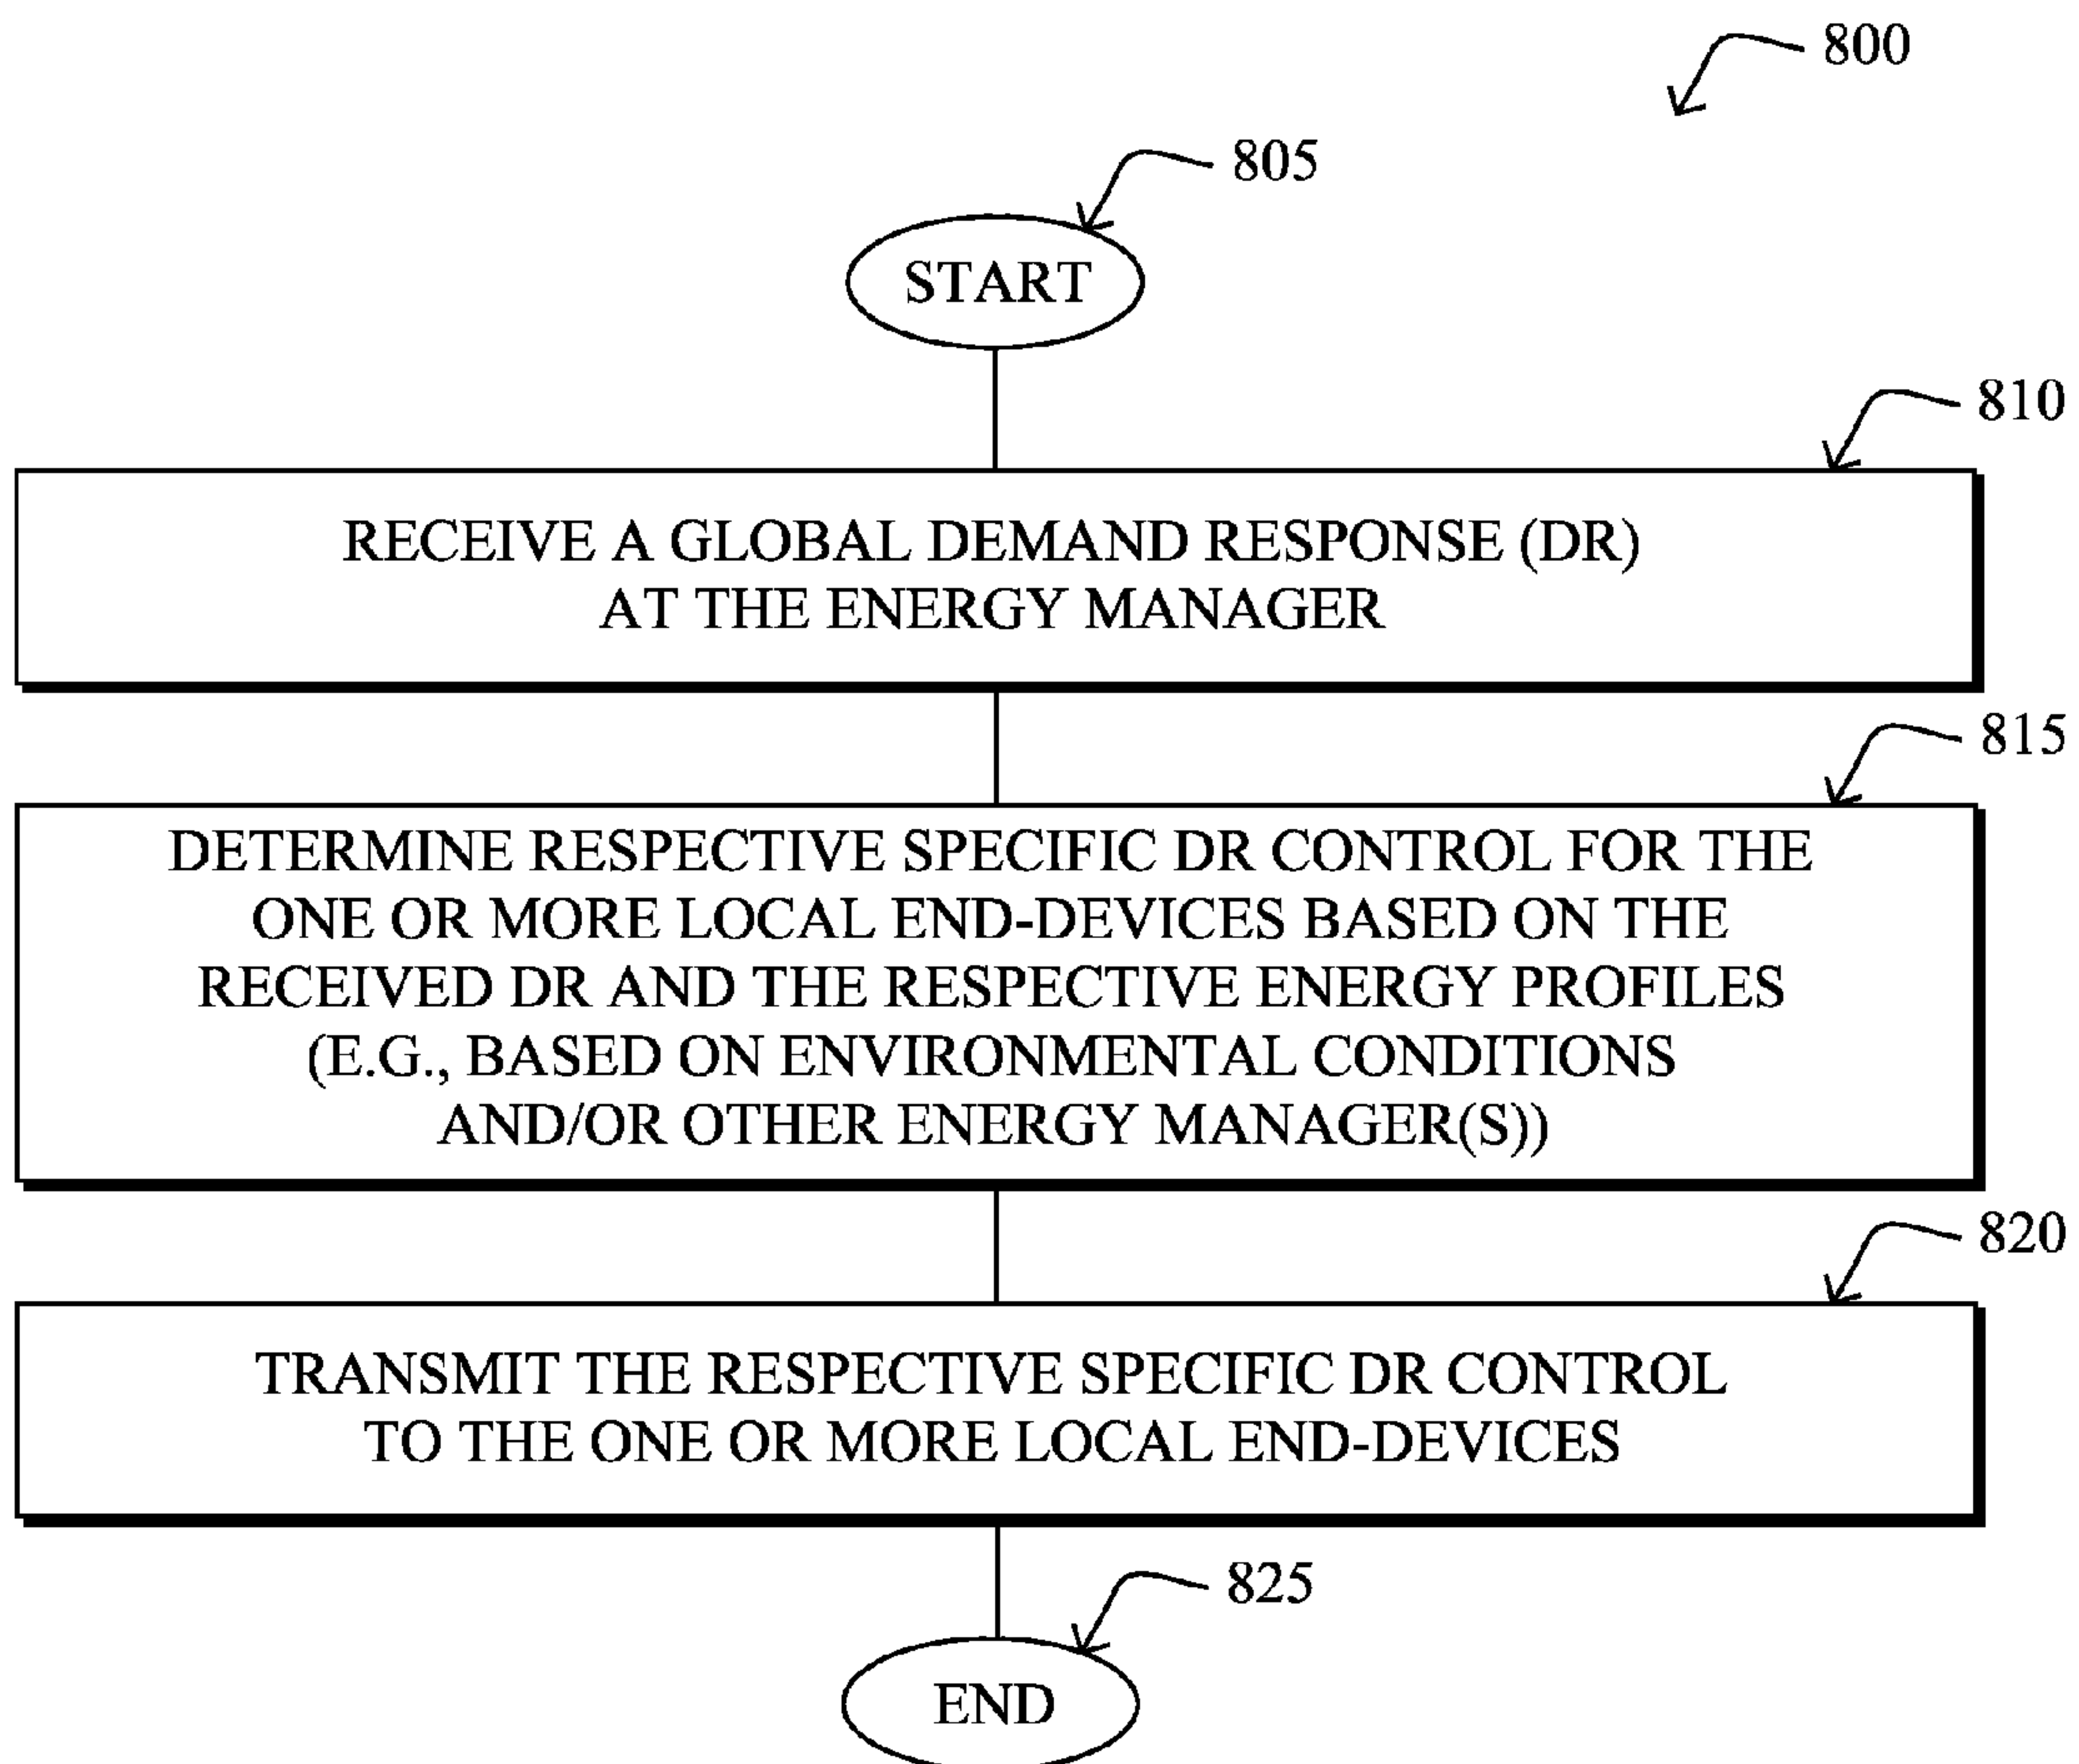 800
805
START
810
RECEIVE A GLOBAL DEMAND RESPONSE (DR)
AT THE ENERGY MANAGER
815
DETERMINE RESPECTIVE SPECIFIC DR CONTROL FOR THE
ONE OR MORE LOCAL END-DEVICES BASED ON THE
RECEIVED DR AND THE RESPECTIVE ENERGY PROFILES
(E.G., BASED ON ENVIRONMENTAL CONDITIONS
AND/OR OTHER ENERGY MANAGER(S))
820
TRANSMIT THE RESPECTIVE SPECIFIC DR CONTROL
TO THE ONE OR MORE LOCAL END-DEVICES
825
END